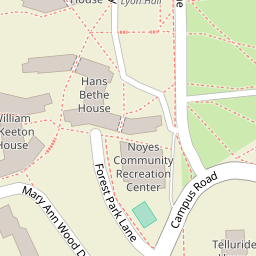 House
Lyon Hall
Hans
Bethe
House
William
Keeton
House
Noyes
Community
Recreation
Center
Forest Park Lane
Campus Road
Mary Ann Wood D
Telluride
House